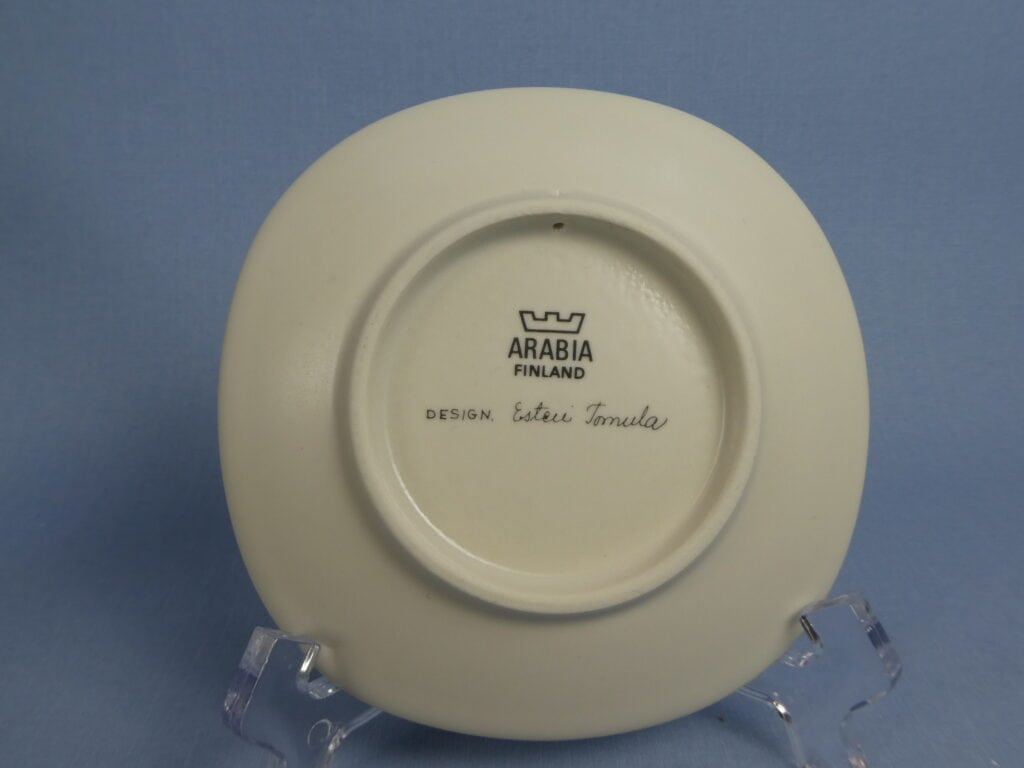 ARABIA
FINLAND
DESIGN. Esteri Tomula